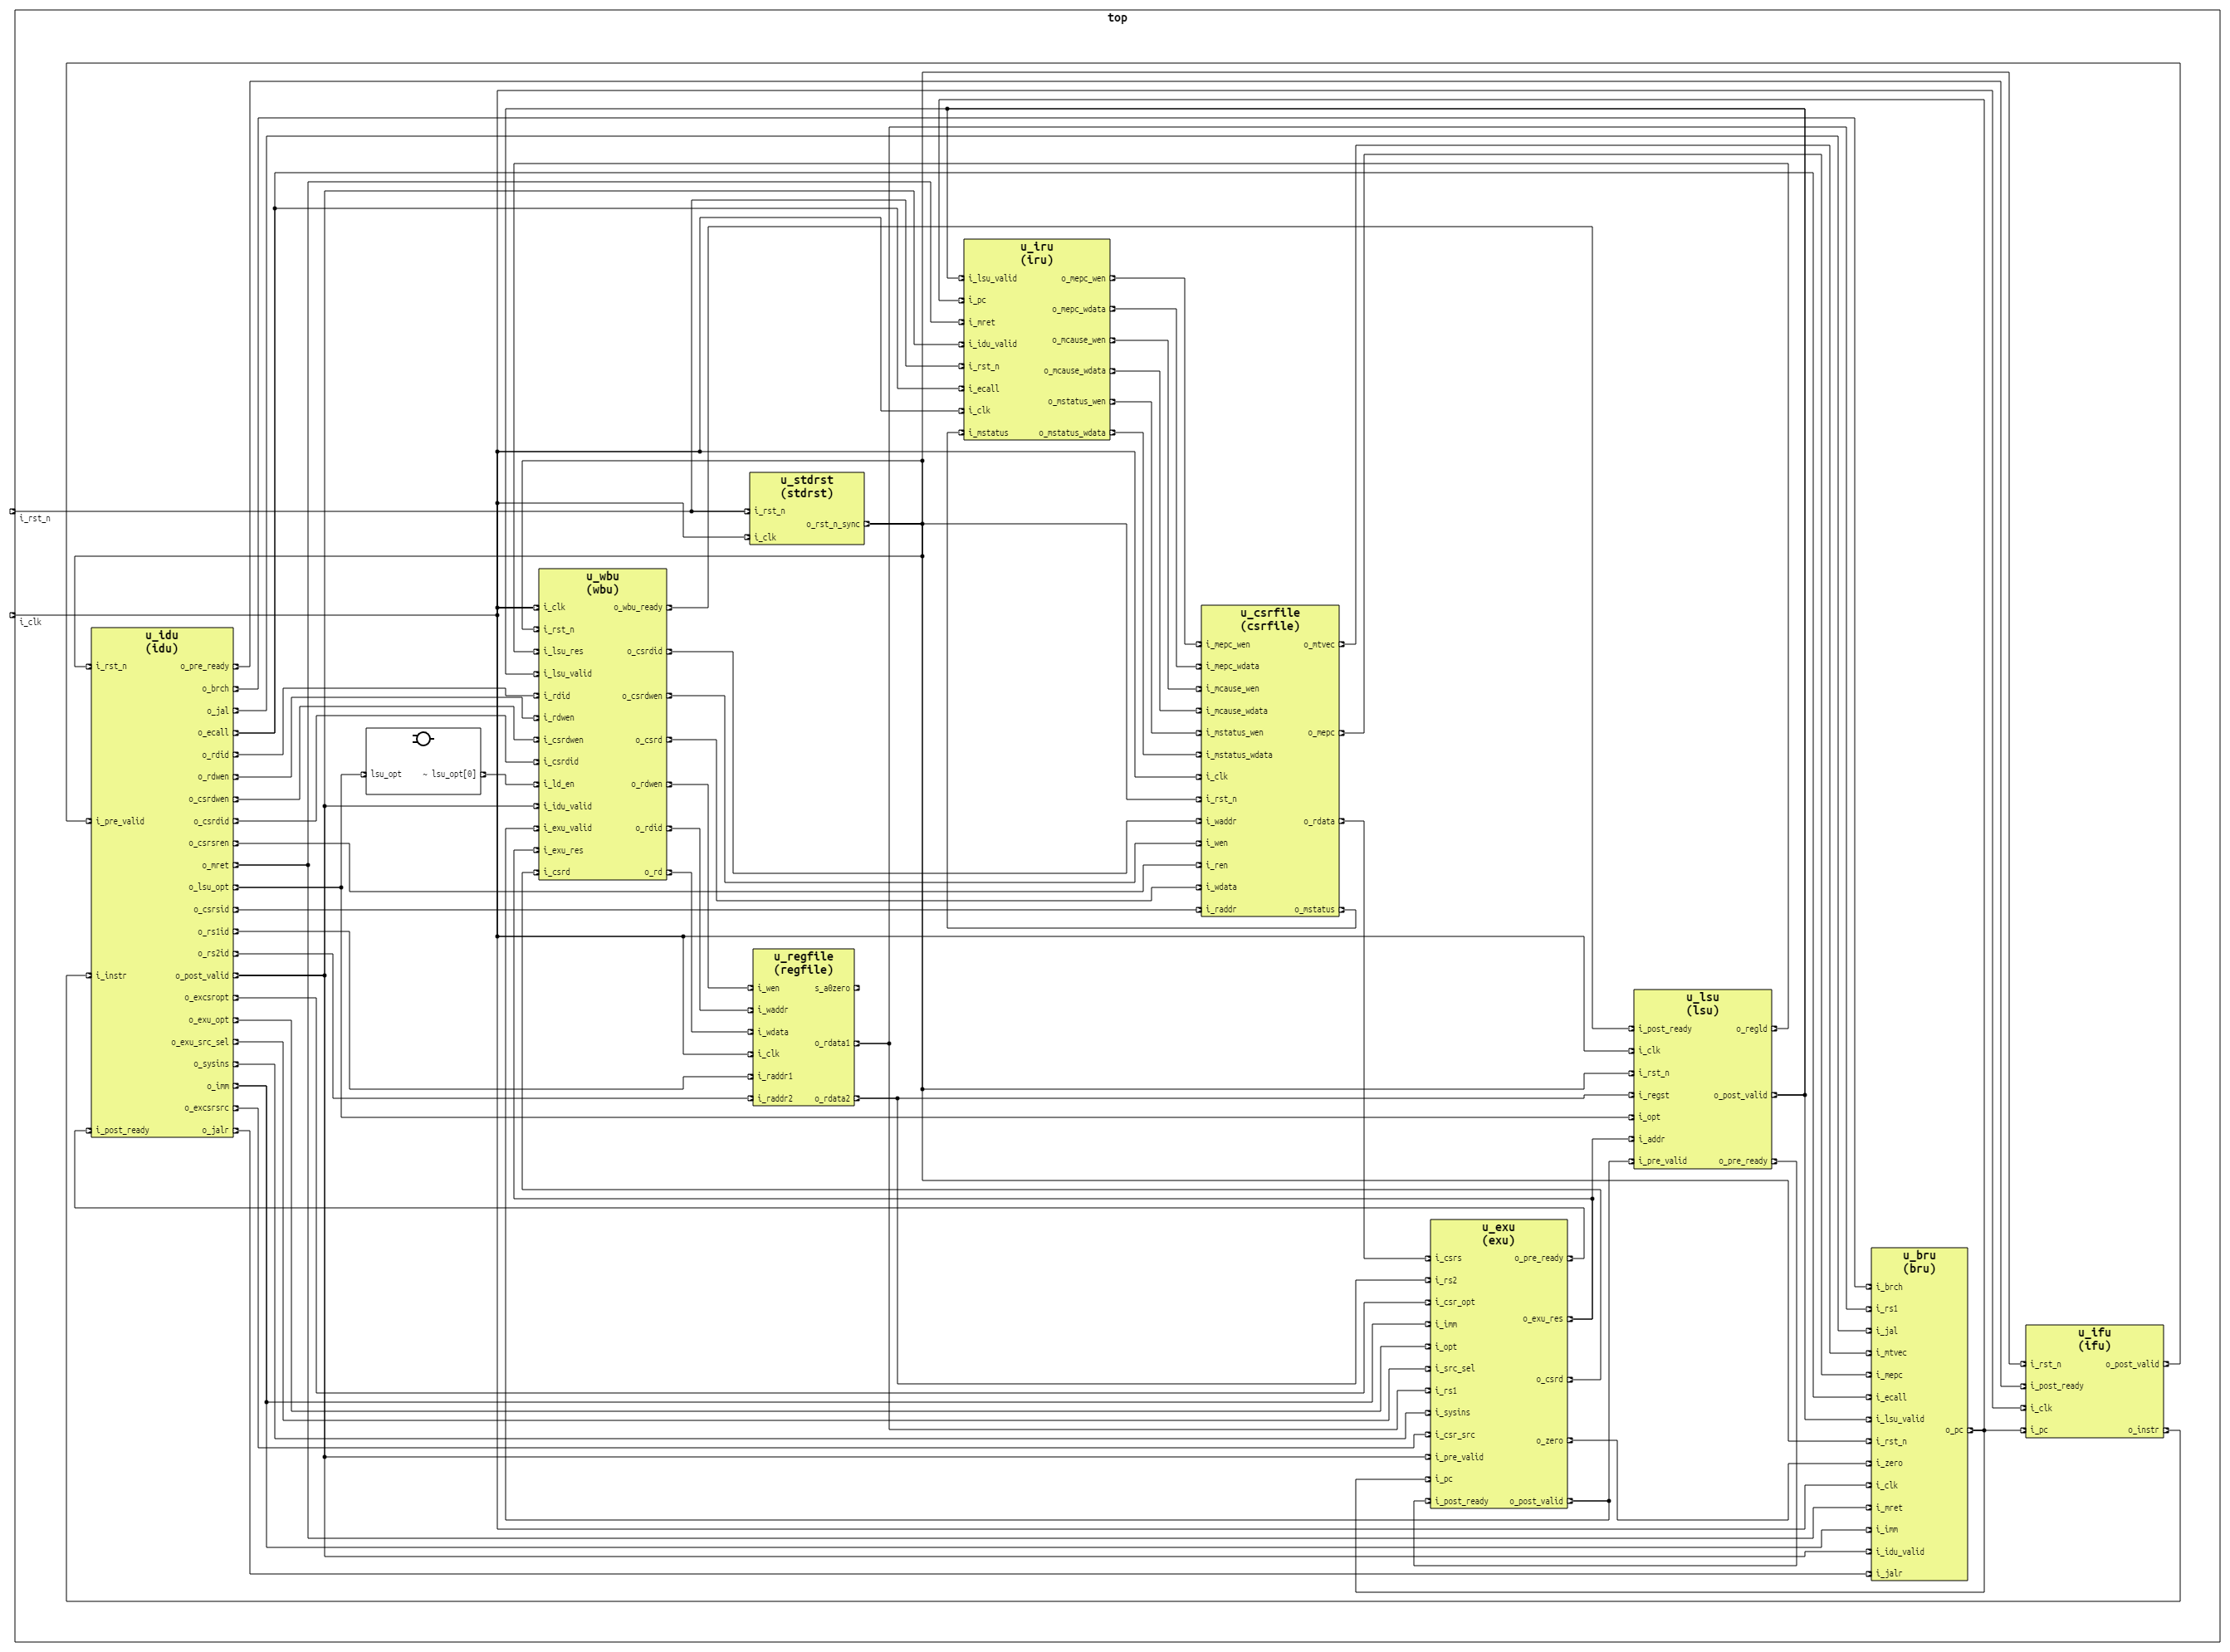 top
i_rst_n
i_clk
u_idu
(idu)
i_rst_n
i_pre_valid
i_instr
i_post_ready
o_pre_ready
o_brch
o_jal
o_ecall
o_rdid
o_rdwen
o_csrdwen
o_csrdid
o_csrsren
o_mret
o_lsu_opt
o_csrsid
o_rs1id
o_rs2id
o_post_valid
o_excsropt
o_exu_opt
o_exu_src_sel
o_sysins
o_imm
o_excsrsrc
o_jalr
lsu_opt
~ lsu_opt[0]
u_wbu
(wbu)
i_clk
i_rst_n
i_lsu_res
i_lsu_valid
i_rdid
i_rdwen
i_csrdwen
i_csrdid
i_ld_en
i_idu_valid
i_exu_valid
i_exu_res
i_csrd
o_wbu_ready
o_csrdid
o_csrdwen
o_csrd
o_rdwen
o_rdid
o_rd
u_stdrst
(stdrst)
i_rst_n
i_clk
o_rst_n_sync
u_regfile
(regfile)
i_wen
i_waddr
i_wdata
i_clk
i_raddr1
i_raddr2
s_a0zero
o_rdata1
o_rdata2
u_iru
(iru)
i_lsu_valid
i_pc
i_mret
i_idu_valid
i_rst_n
i_ecall
i_clk
i_mstatus
o_mepc_wen
o_mepc_wdata
o_mcause_wen
o_mcause_wdata
o_mstatus_wen
o_mstatus_wdata
u_csrfile
(csrfile)
i_mepc_wen
i_mepc_wdata
i_mcause_wen
i_mcause_wdata
i_mstatus_wen
i_mstatus_wdata
i_clk
i_rst_n
i_waddr
i_wen
i_ren
i_wdata
i_raddr
o_mtvec
o_mepc
o_rdata
o_mstatus
u_exu
(exu)
i_csrs
i_rs2
i_csr_opt
i_imm
i_opt
i_src_sel
i_rs1
i_sysins
i_csr_src
i_pre_valid
i_pc
i_post_ready
o_pre_ready
o_exu_res
o_csrd
o_zero
o_post_valid
u_lsu
(lsu)
i_post_ready
i_clk
i_rst_n
i_regst
i_opt
i_addr
i_pre_valid
o_regld
o_post_valid
o_pre_ready
u_bru
(bru)
i_brch
i_rs1
i_jal
i_mtvec
i_mepc
i_ecall
i_lsu_valid
i_rst_n
i_zero
i_clk
i_mret
i_imm
i_idu_valid
i_jalr
o_pc
u_ifu
(ifu)
i_rst_n
i_post_ready
i_clk
i_pc
o_post_valid
o_instr